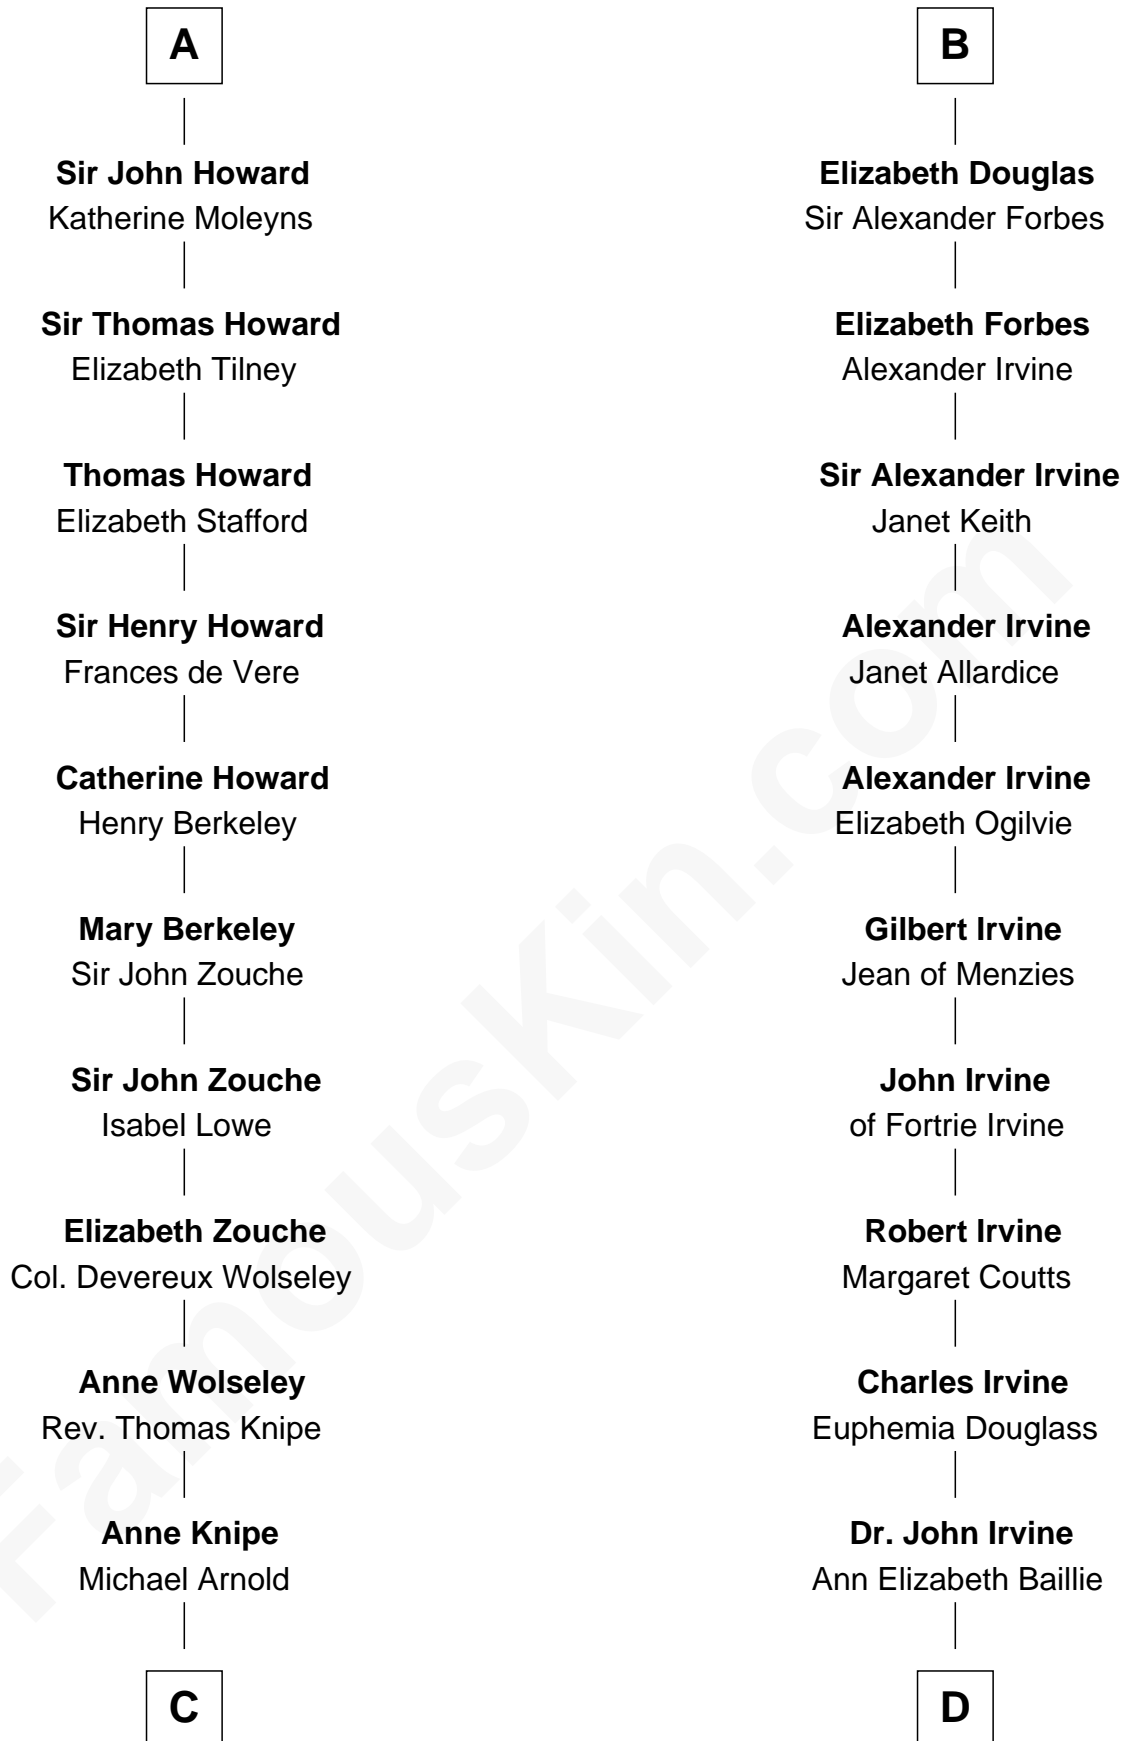 A
Sir John Howard
Katherine Moleyns
Sir Thomas Howard
Elizabeth Tilney
Thomas Howard
Elizabeth Stafford
Sir Henry Howard
Frances de Vere
Catherine Howard
Henry Berkeley
Mary Berkeley
Sir John Zouche
Sir John Zouche
Isabel Lowe
Elizabeth Zouche
Col. Devereux Wolseley
Anne Wolseley
Rev. Thomas Knipe
Anne Knipe
Michael Arnold
C
B
Elizabeth Douglas
Sir Alexander Forbes
Elizabeth Forbes
Alexander Irvine
Sir Alexander Irvine
Janet Keith
Alexander Irvine
Janet Allardice
Alexander Irvine
Elizabeth Ogilvie
Gilbert Irvine
Jean of Menzies
John Irvine
of Fortrie Irvine
Robert Irvine
Margaret Coutts
Charles Irvine
Euphemia Douglass
Dr. John Irvine
Ann Elizabeth Baillie
D
FamousKin.com